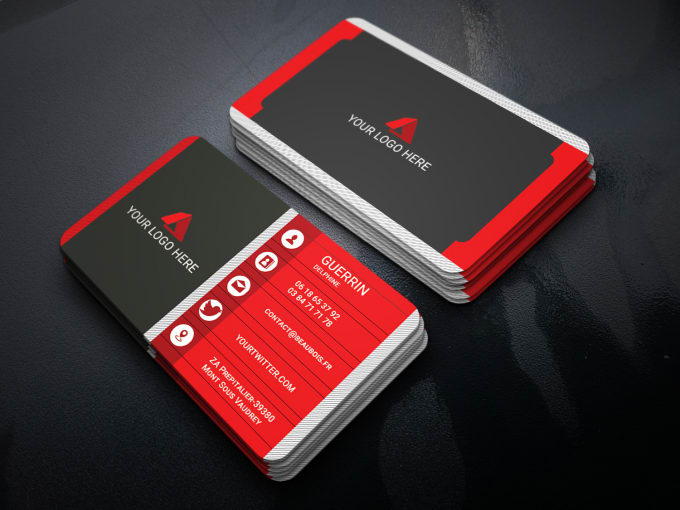 YOUR LOGO HERE
YOUR LOGO HERE
GUERRIN
DELPHINE
06 18 65 37 92
03 84 71 71 78
CONTACT@BEAUBOIS.FR
YOURTWITTER.COM
ZA PREPITALIER-39380
MONT SOUS VAUDREY